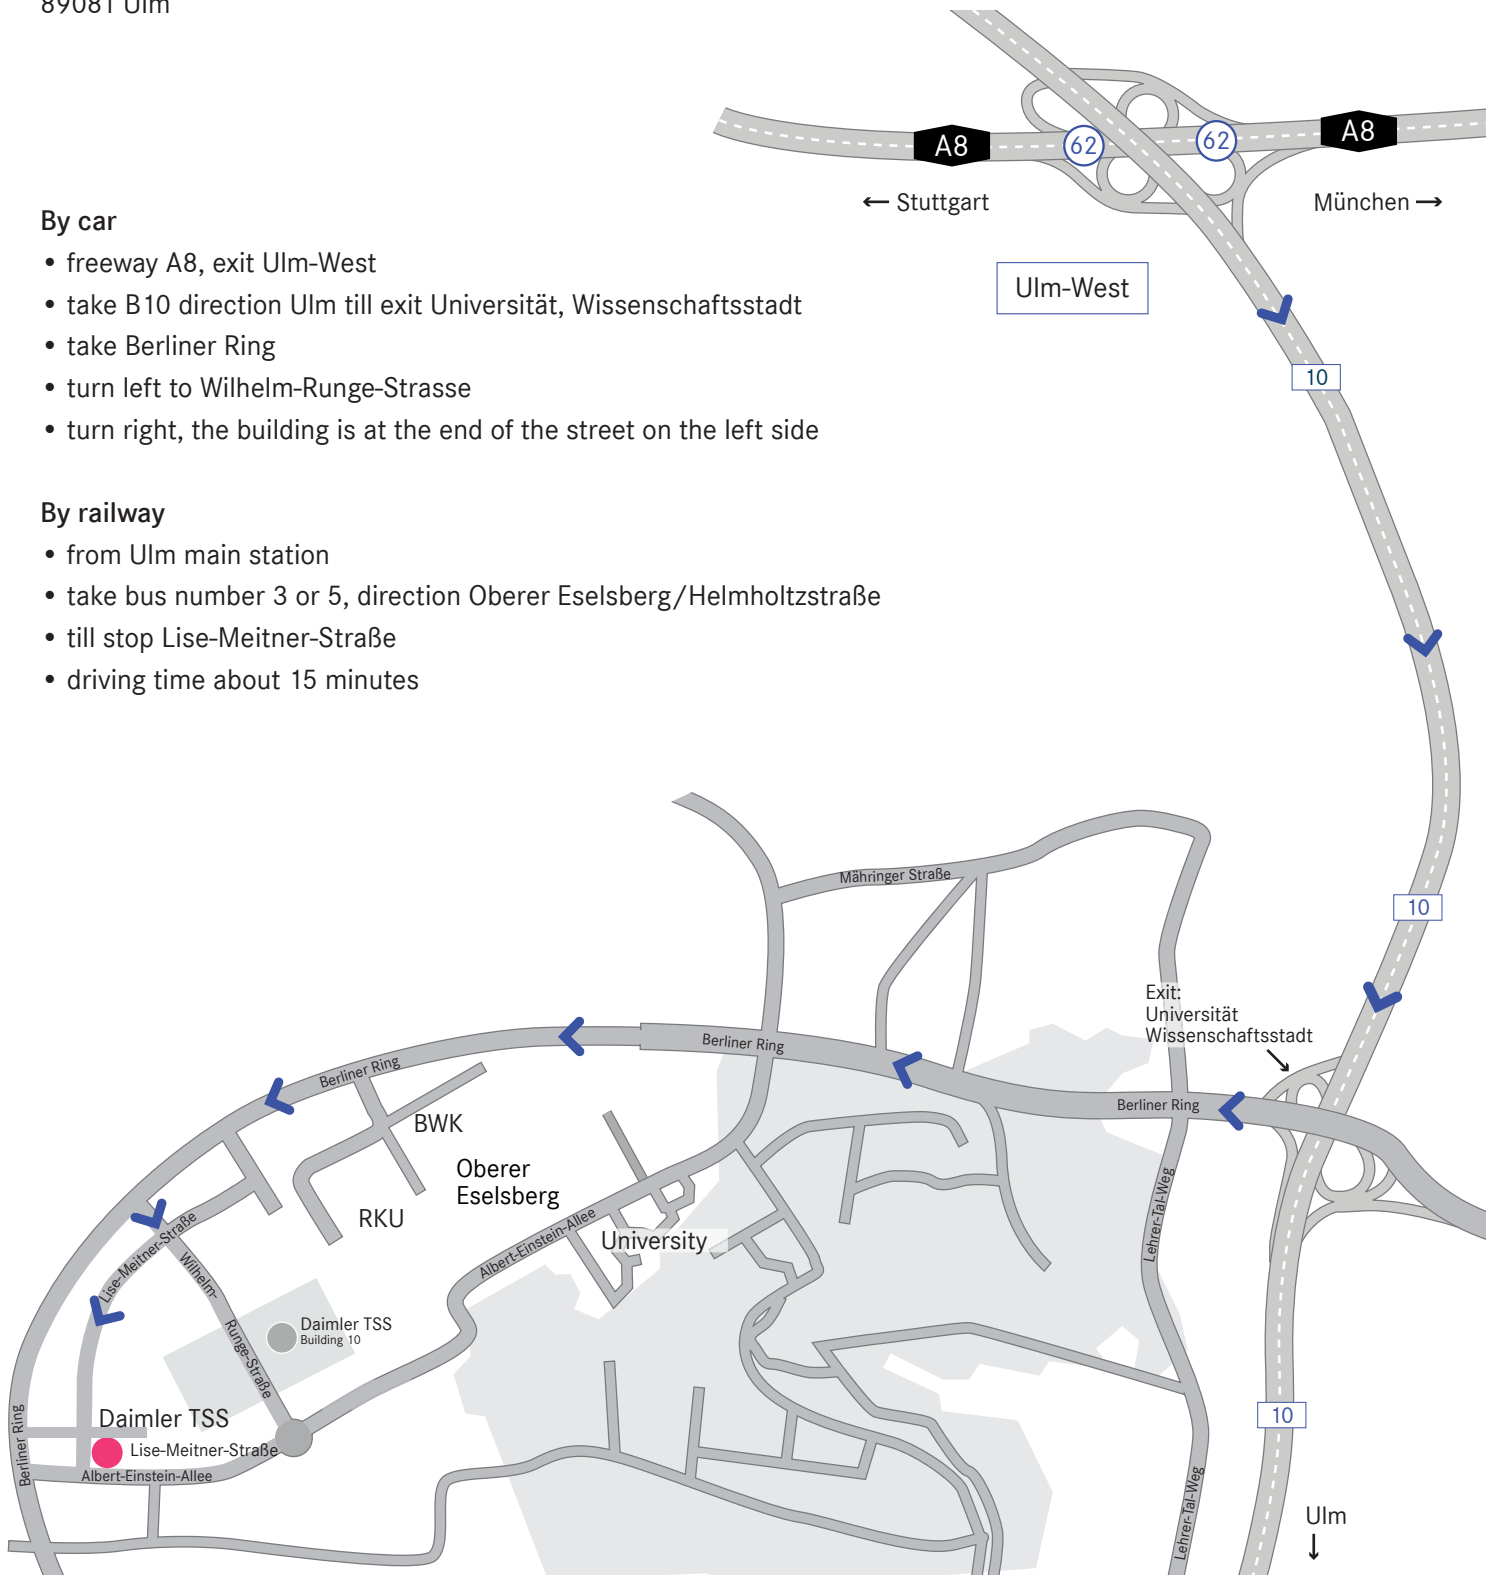 89081 Ulm
A8
62
62
A8
← Stuttgart
München →
By car
• freeway A8, exit Ulm-West
• take B10 direction Ulm till exit Universität, Wissenschaftsstadt
• take Berliner Ring
• turn left to Wilhelm-Runge-Strasse
• turn right, the building is at the end of the street on the left side
Ulm-West
10
By railway
• from Ulm main station
• take bus number 3 or 5, direction Oberer Eselsberg/Helmholtzstraße
• till stop Lise-Meitner-Straße
• driving time about 15 minutes
Mähringer Straße
10
Exit:
Universität
Wissenschaftsstadt
Berliner Ring
Berliner Ring
Berliner Ring
BWK
Oberer
Eselsberg
RKU
Albert-Einstein-Allee
University
Lehrer-Tal-Weg
Lise-Meitner-Straße
Wilhelm-
Runge-Straße
Daimler TSS
Building 10
Daimler TSS
Lise-Meitner-Straße
Albert-Einstein-Allee
Berliner Ring
10
Lehrer-Tal-Weg
Ulm
↓